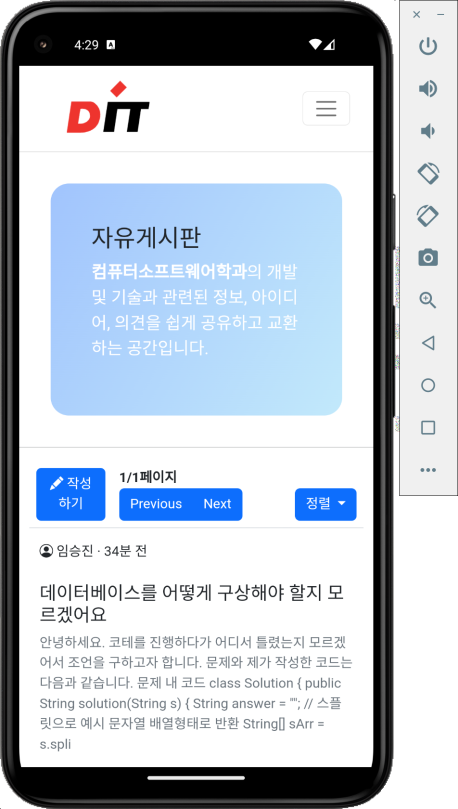 4:29
DIT
자유게시판
컴퓨터소프트웨어학과의 개발
및 기술과 관련된 정보, 아이디
어, 의견을 쉽게 공유하고 교환
하는 공간입니다.
작성
하기
1/1페이지
Previous Next
정렬
임승진 · 34분 전
데이터베이스를 어떻게 구상해야 할지 모
르겠어요
안녕하세요. 코테를 진행하다가 어디서 틀렸는지 모르겠
어서 조언을 구하고자 합니다. 문제와 제가 작성한 코드는
다음과 같습니다. 문제 내 코드 class Solution { public
String solution(String s) { String answer = ""; // 스플
릿으로 예시 문자열 배열형태로 반환 String[] sArr =
s.spli